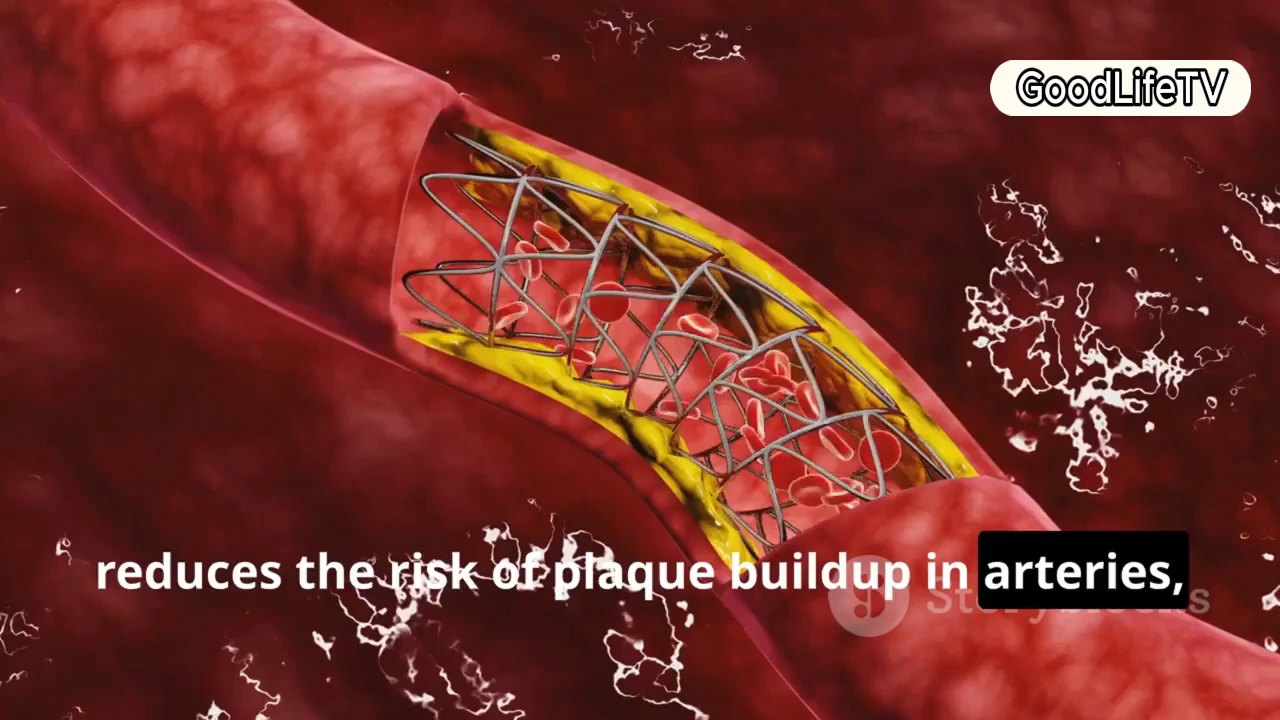 GoodLifeTV
reduces the risk of plaque buildup in arteries,